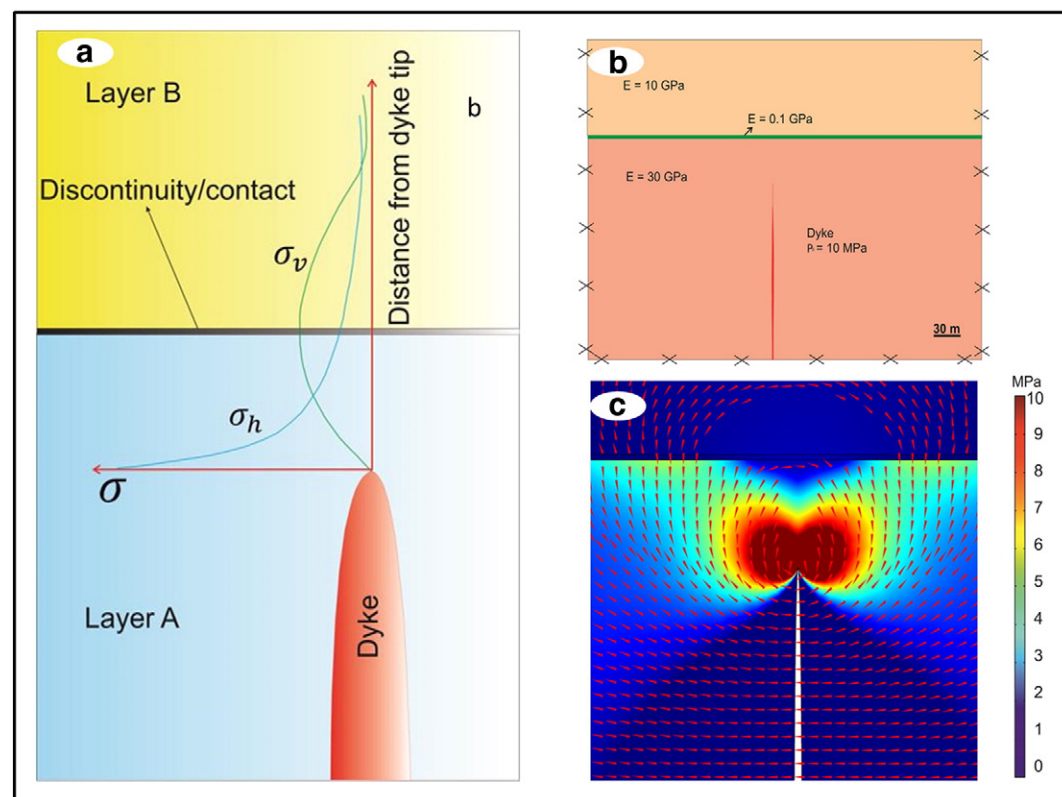 a
Layer B
b
Discontinuity/contact
Distance from dyke tip
σᵥ
σₕ
σ
Layer A
Dyke
b
E = 10 GPa
E = 0.1 GPa
E = 30 GPa
Dyke
Pₒ = 10 MPa
30 m
c
MPa
10
9
8
7
6
5
4
3
2
1
0